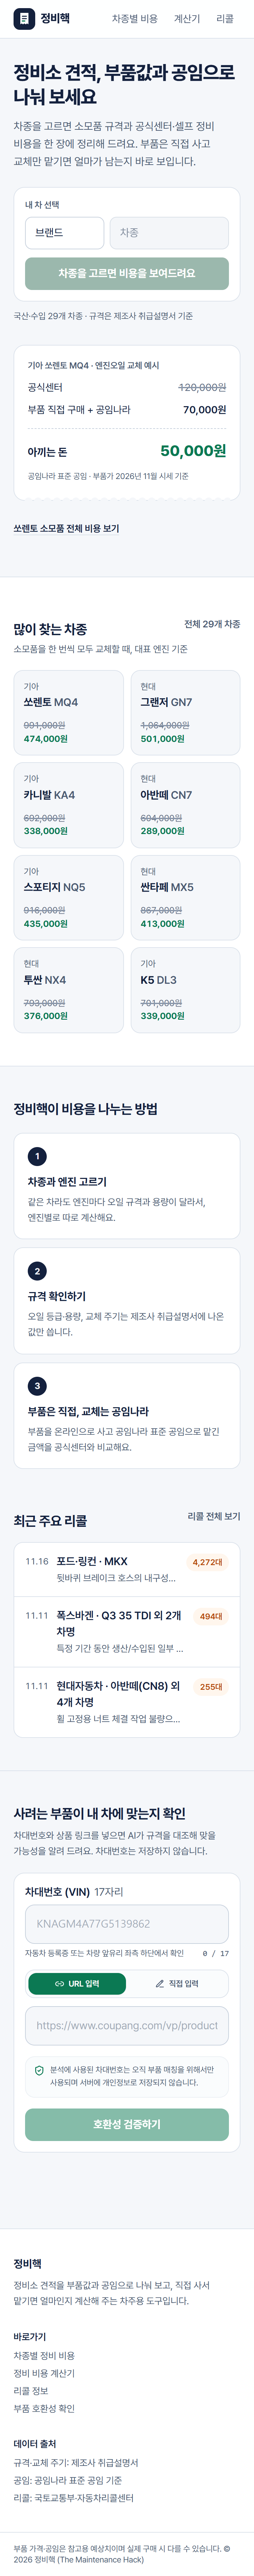 정비핵
차종별 비용 계산기 리콜
정비소 견적, 부품값과 공임으로
나눠 보세요
차종을 고르면 소모품 규격과 공식센터·셀프 정비
비용을 한 장에 정리해 드려요. 부품만 직접 사고
교체만 맡기면 얼마가 남는지 바로 보입니다.
내 차 선택
브랜드 차종
차종을 고르면 비용을 보여드려요
국산·수입 29개 차종 · 규격은 제조사 취급설명서 기준
기아 쏘렌토 MQ4 · 엔진오일 교체 예시
공식센터 120,000원
부품 직접 구매 + 공임나라 70,000원
아끼는 돈 50,000원
공임나라 표준 공임 · 부품가 2026년 11월 시세 기준
쏘렌토 소모품 전체 비용 보기
많이 찾는 차종 전체 29개 차종
소모품을 한 번씩 모두 교체할 때, 대표 엔진 기준
기아
쏘렌토 MQ4
991,000원
474,000원
현대
그랜저 GN7
1,064,000원
501,000원
기아
카니발 KA4
692,000원
338,000원
현대
아반떼 CN7
604,000원
289,000원
기아
스포티지 NQ5
916,000원
435,000원
현대
싼타페 MX5
867,000원
413,000원
현대
투싼 NX4
793,000원
376,000원
기아
K5 DL3
701,000원
339,000원
정비핵이 비용을 나누는 방법
1
차종과 엔진 고르기
같은 차라도 엔진마다 오일 규격과 용량이 달라서,
엔진별로 따로 계산해요.
2
규격 확인하기
오일 등급·용량, 교체 주기는 제조사 취급설명서에 나온
값만 씁니다.
3
부품은 직접, 교체는 공임나라
부품을 온라인으로 사고 공임나라 표준 공임으로 맡긴
금액을 공식센터와 비교해요.
최근 주요 리콜 리콜 전체 보기
11.16 포드·링컨 · MKX 4,272대
뒷바퀴 브레이크 호스의 내구성...
11.11 폭스바겐 · Q3 35 TDI 외 2개 494대
차명
특정 기간 동안 생산/수입된 일부 ...
11.11 현대자동차 · 아반떼(CN8) 외 255대
4개 차명
휠 고정용 너트 체결 작업 불량으...
사려는 부품이 내 차에 맞는지 확인
차대번호와 상품 링크를 넣으면 AI가 규격을 대조해 맞을
가능성을 알려 드려요. 차대번호는 저장하지 않습니다.
차대번호 (VIN) 17자리
KNAGM4A77G5139862
자동차 등록증 또는 차량 앞유리 좌측 하단에서 확인 0 / 17
URL 입력 직접 입력
https://www.coupang.com/vp/product
분석에 사용된 차대번호는 오직 부품 매칭을 위해서만
사용되며 서버에 개인정보로 저장되지 않습니다.
호환성 검증하기
정비핵
정비소 견적을 부품값과 공임으로 나눠 보고, 직접 사서
맡기면 얼마인지 계산해 주는 차주용 도구입니다.
바로가기
차종별 정비 비용
정비 비용 계산기
리콜 정보
부품 호환성 확인
데이터 출처
규격·교체 주기: 제조사 취급설명서
공임: 공임나라 표준 공임 기준
리콜: 국토교통부·자동차리콜센터
부품 가격·공임은 참고용 예상치이며 실제 구매 시 다를 수 있습니다. ©
2026 정비핵 (The Maintenance Hack)